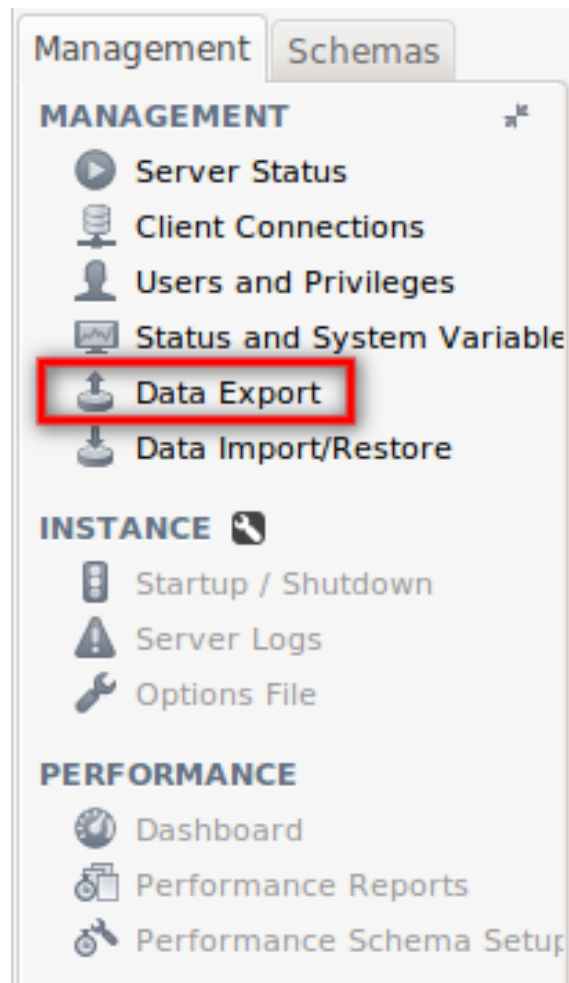 Management Schemas
MANAGEMENT
Server Status
Client Connections
Users and Privileges
Status and System Variable
Data Export
Data Import/Restore
INSTANCE
Startup / Shutdown
Server Logs
Options File
PERFORMANCE
Dashboard
Performance Reports
Performance Schema Setup